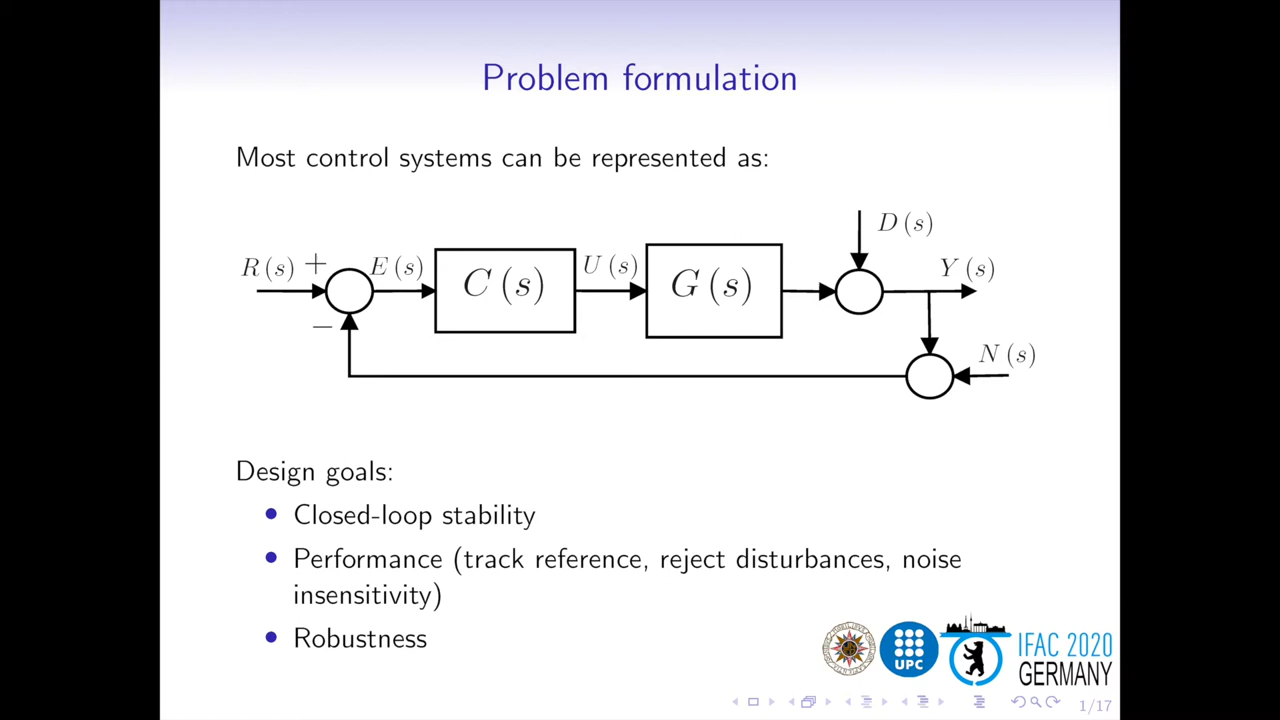 Problem formulation
Most control systems can be represented as:
D(s)
R(s) + E(s) C(s) U(s) G(s) Y(s)
−
N(s)
Design goals:
• Closed-loop stability
• Performance (track reference, reject disturbances, noise
insensitivity)
• Robustness
UPC
IFAC 2020
GERMANY
1/17